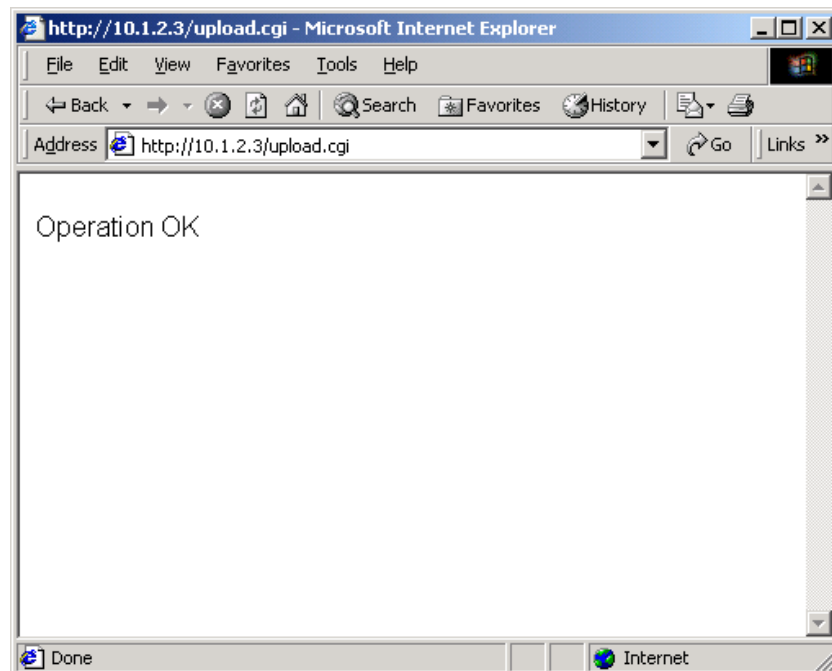 http://10.1.2.3/upload.cgi - Microsoft Internet Explorer
File Edit View Favorites Tools Help
Back Search Favorites History
Address http://10.1.2.3/upload.cgi Go Links »
Operation OK
Done Internet